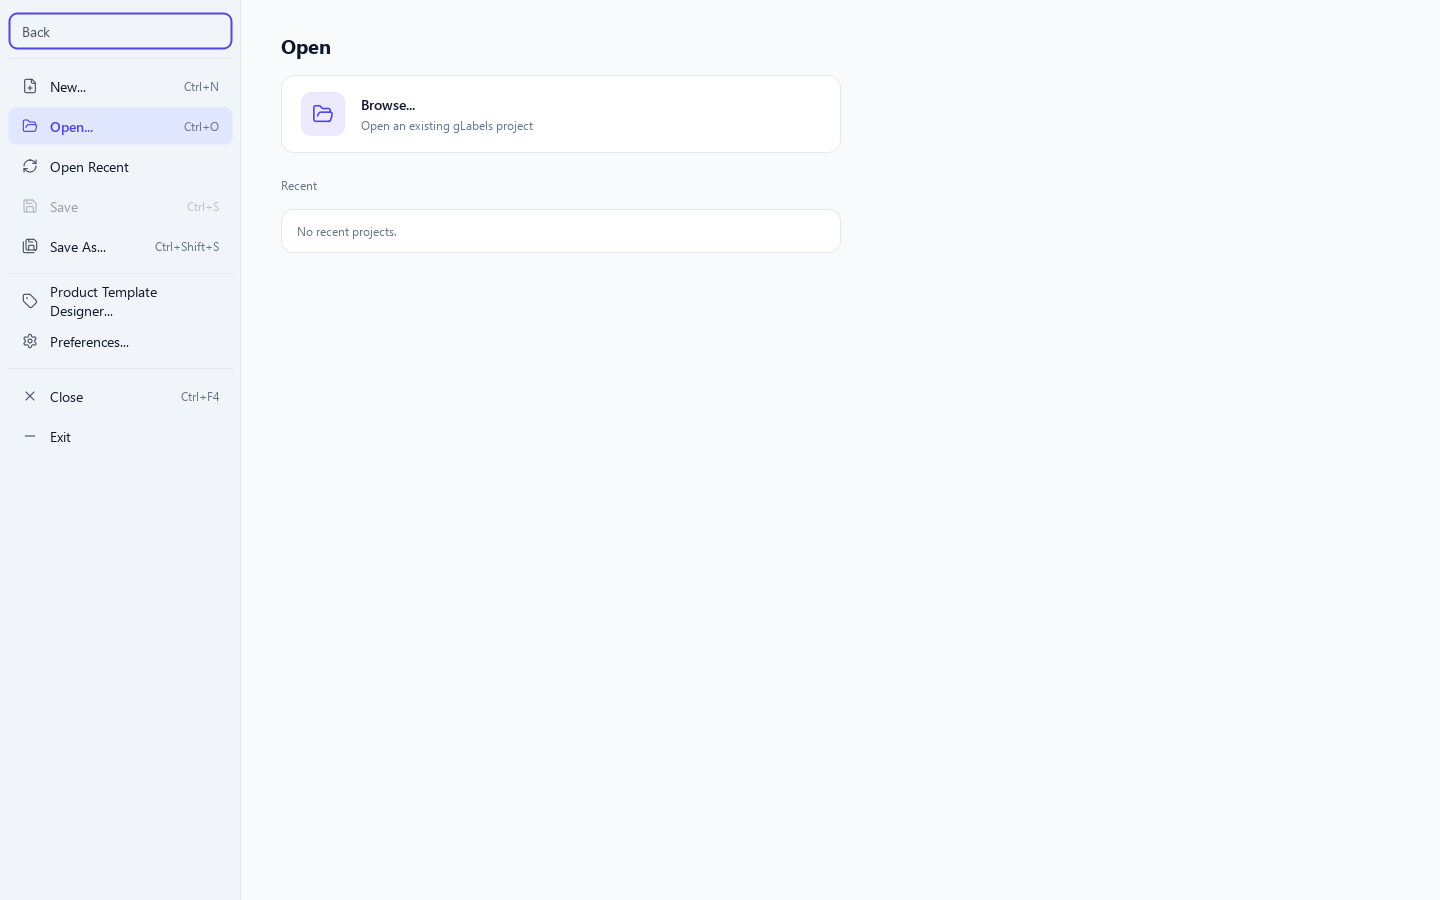 Back
New... Ctrl+N
Open... Ctrl+O
Open Recent
Save Ctrl+S
Save As... Ctrl+Shift+S
Product Template
Designer...
Preferences...
Close Ctrl+F4
Exit
Open
Browse...
Open an existing gLabels project
Recent
No recent projects.